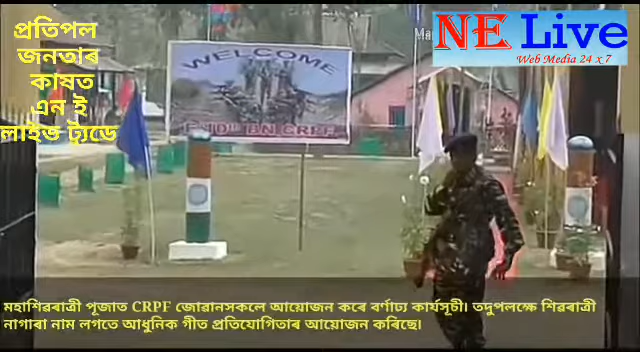 প্ৰতিপল
জনতাৰ
কাষত
এন ই
লাইভ টুডে
NE Live
Web Media 24 x 7
WELCOME
BN CRPF
মহাশিৱৰাত্ৰী পূজাত CRPF জোৱানসকলে আয়োজন কৰে বৰ্ণাঢ্য কাৰ্যসূচী। তদুপলক্ষে শিৱৰাত্ৰী
নাগাৰা নাম লগতে আধুনিক গীত প্ৰতিযোগিতাৰ আয়োজন কৰিছে।